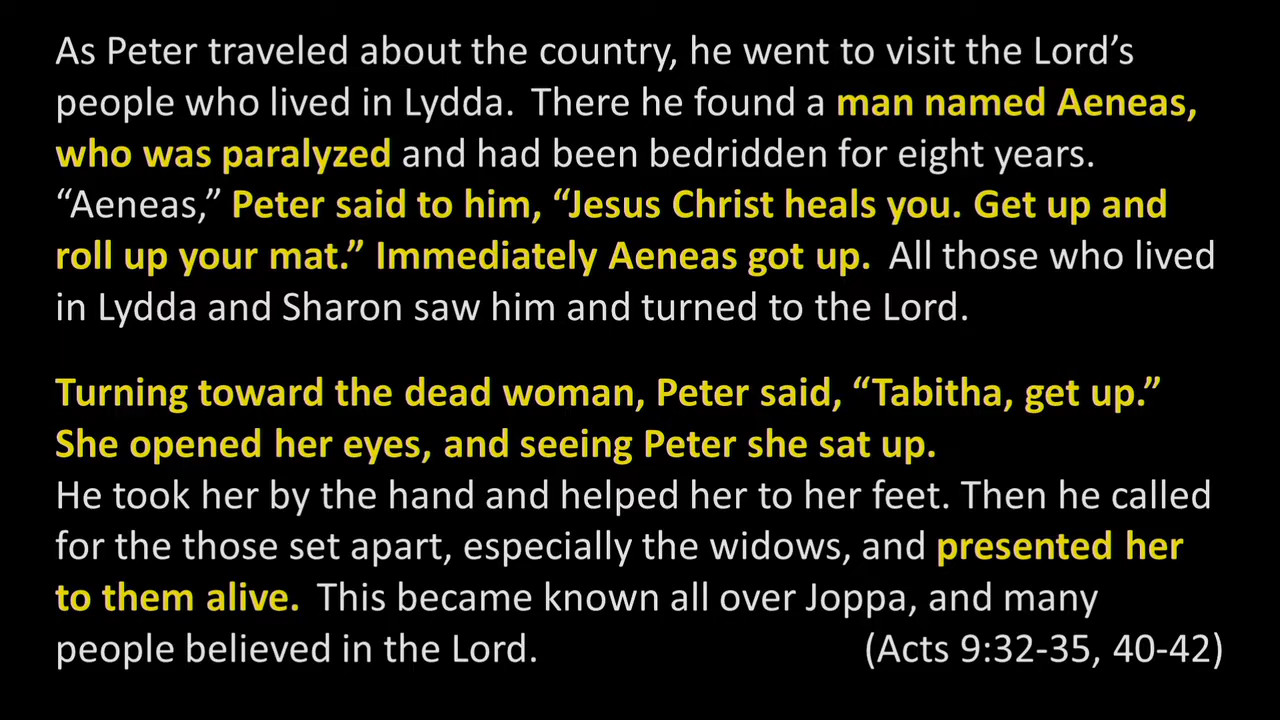 As Peter traveled about the country, he went to visit the Lord’s
people who lived in Lydda.  There he found a man named Aeneas,
who was paralyzed and had been bedridden for eight years.
“Aeneas,” Peter said to him, “Jesus Christ heals you. Get up and
roll up your mat.” Immediately Aeneas got up.  All those who lived
in Lydda and Sharon saw him and turned to the Lord.
Turning toward the dead woman, Peter said, “Tabitha, get up.”
She opened her eyes, and seeing Peter she sat up.
He took her by the hand and helped her to her feet. Then he called
for the those set apart, especially the widows, and presented her
to them alive.  This became known all over Joppa, and many
people believed in the Lord. (Acts 9:32-35, 40-42)